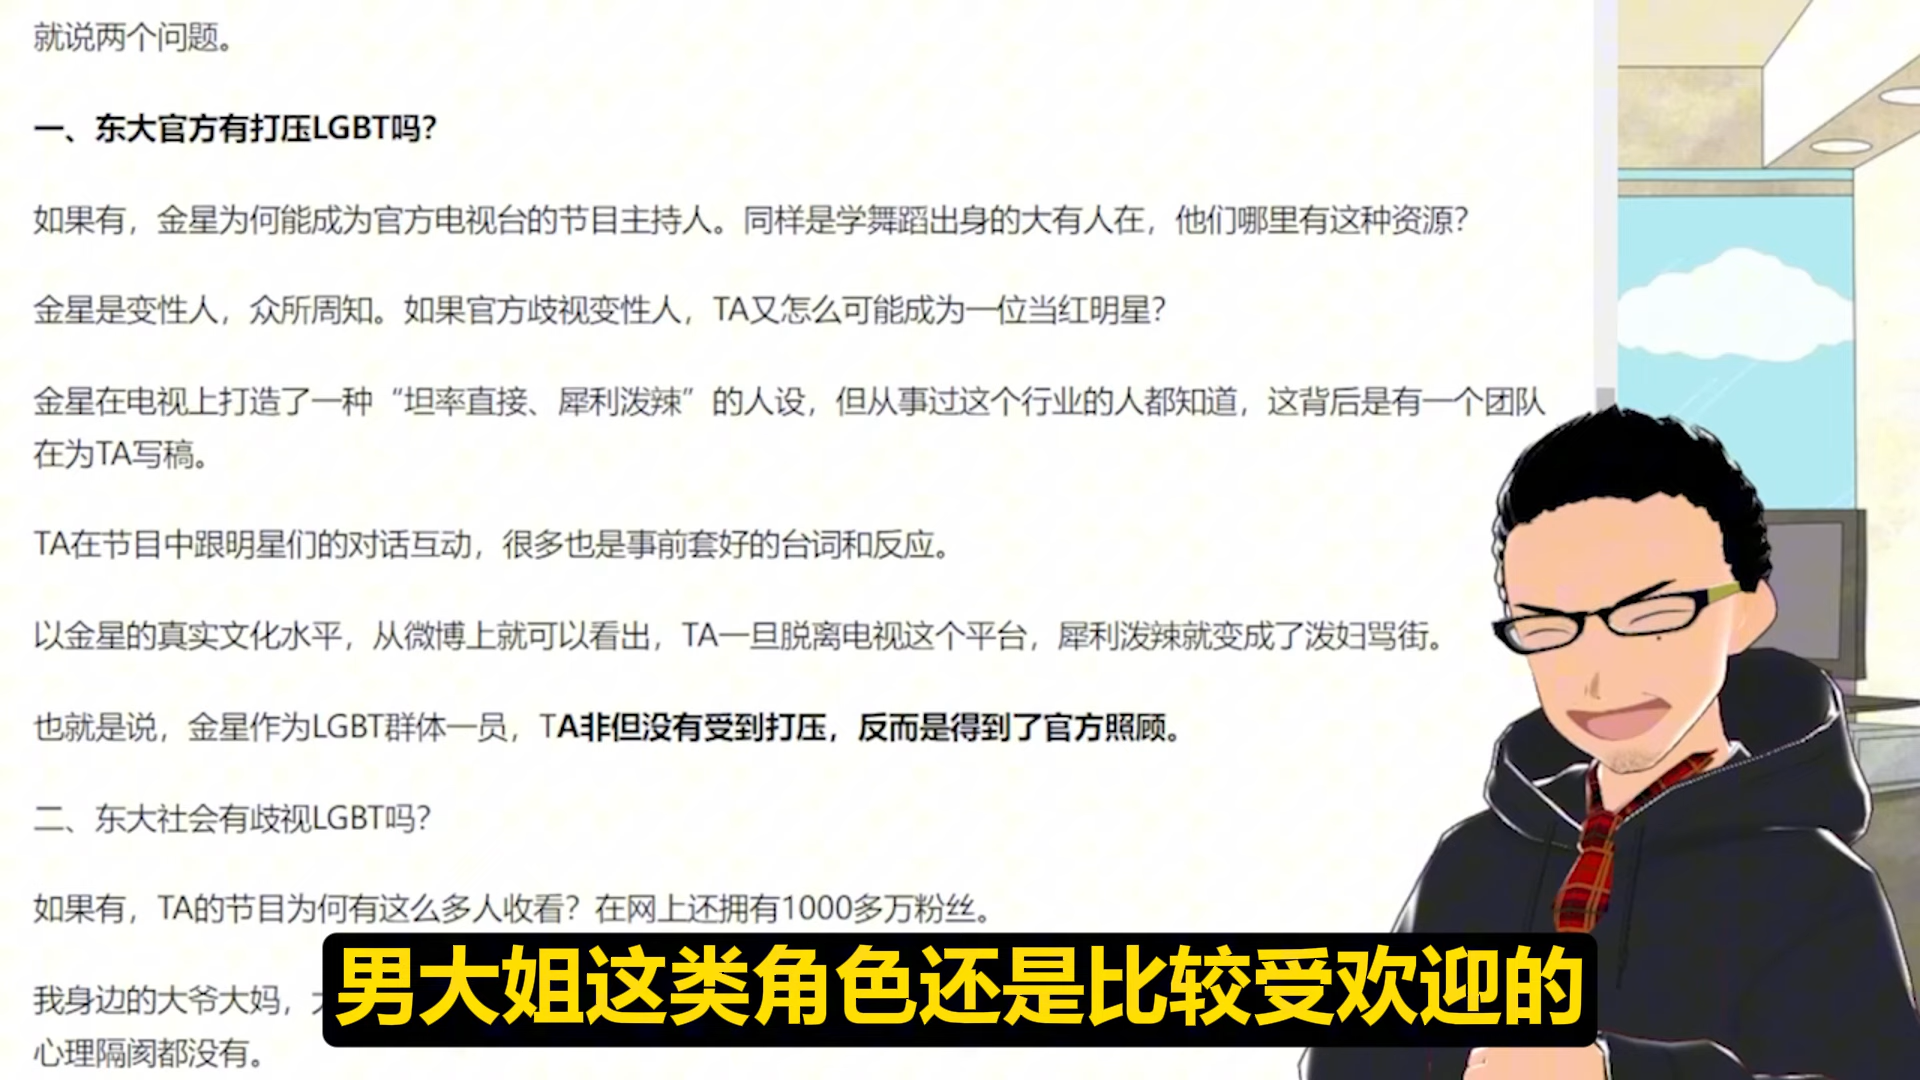 就说两个问题。
一、东大官方有打压LGBT吗？
如果有，金星为何能成为官方电视台的节目主持人。同样是学舞蹈出身的大有人在，他们哪里有这种资源？
金星是变性人，众所周知。如果官方歧视变性人，TA又怎么可能成为一位当红明星？
金星在电视上打造了一种“坦率直接、犀利泼辣”的人设，但从事过这个行业的人都知道，这背后是有一个团队
在为TA写稿。
TA在节目中跟明星们的对话互动，很多也是事前套好的台词和反应。
以金星的真实文化水平，从微博上就可以看出，TA一旦脱离电视这个平台，犀利泼辣就变成了泼妇骂街。
也就是说，金星作为LGBT群体一员，TA非但没有受到打压，反而是得到了官方照顾。
二、东大社会有歧视LGBT吗？
如果有，TA的节目为何有这么多人收看？在网上还拥有1000多万粉丝。
我身边的大爷大妈，
心理隔阂都没有。
男大姐这类角色还是比较受欢迎的